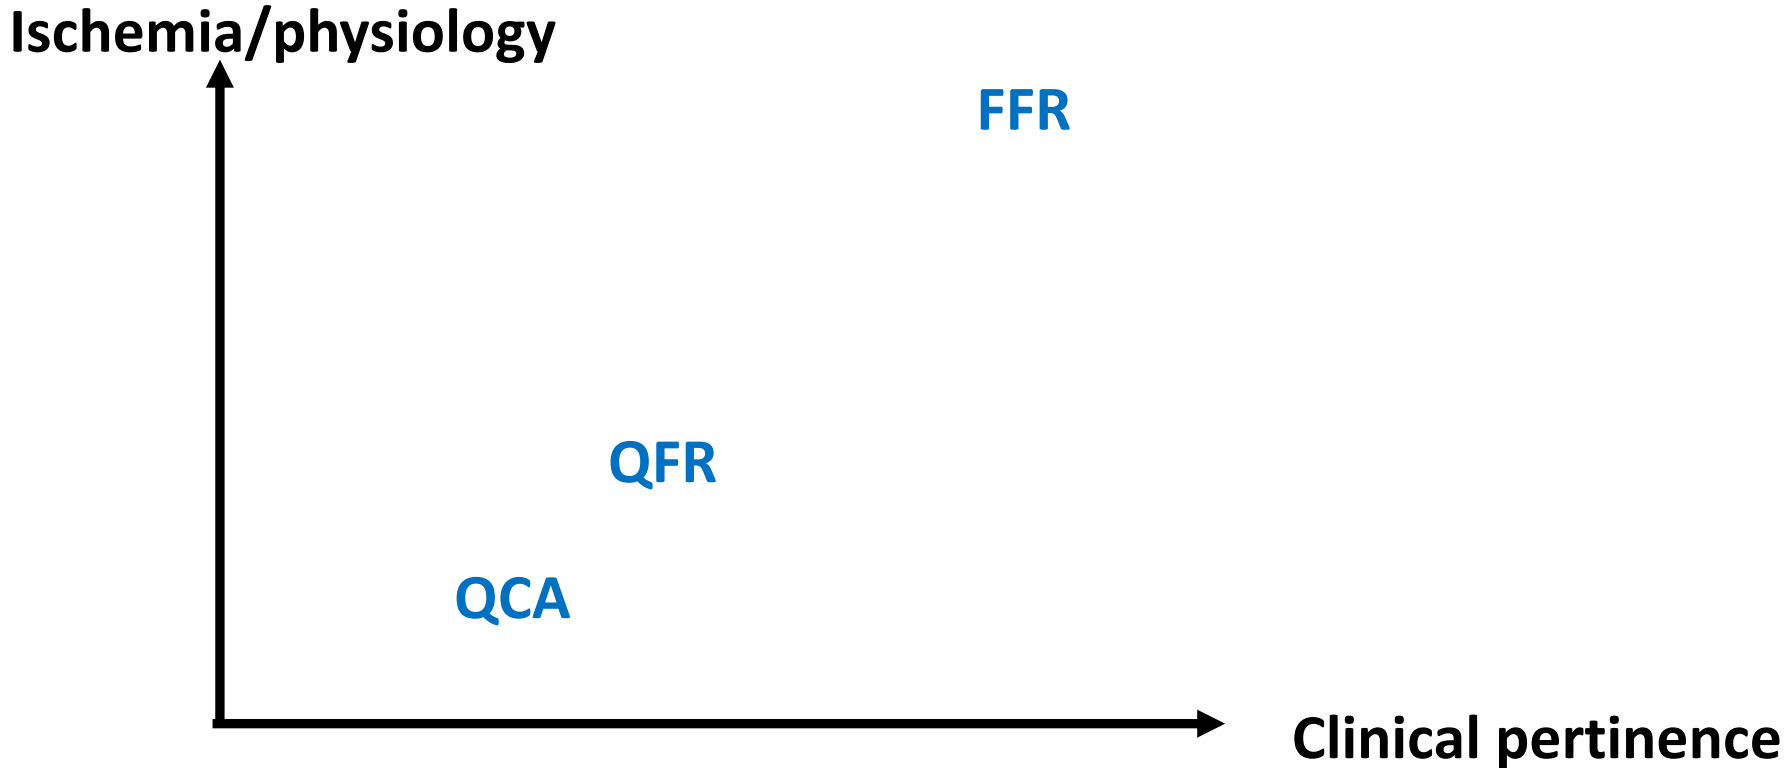 Ischemia/physiology
FFR
QFR
QCA
Clinical pertinence